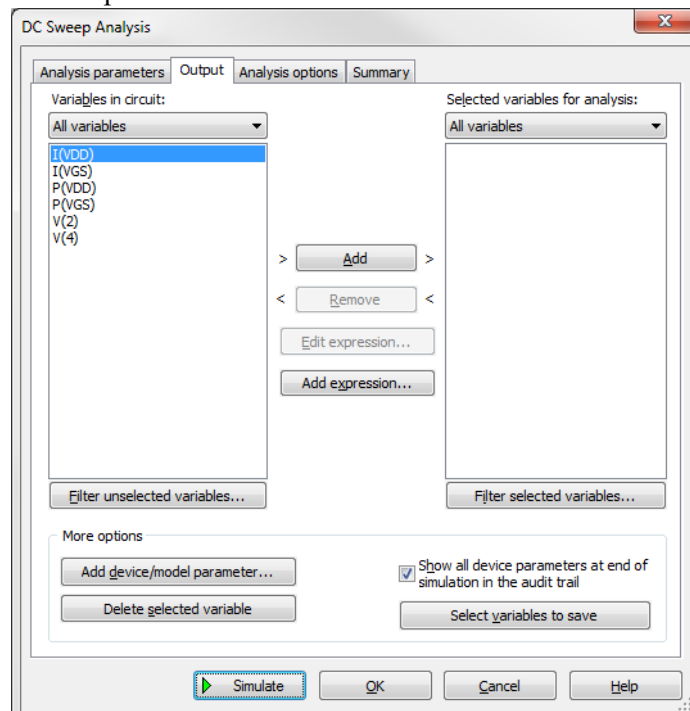 DC Sweep Analysis
Analysis parameters Output Analysis options Summary
Variables in circuit:
Selected variables for analysis:
All variables
All variables
I(VDD)
I(VGS)
P(VDD)
P(VGS)
V(2)
V(4)
> Add >
< Remove <
Edit expression...
Add expression...
Filter unselected variables...
Filter selected variables...
More options
Add device/model parameter...
Show all device parameters at end of
simulation in the audit trail
Delete selected variable
Select variables to save
Simulate OK Cancel Help